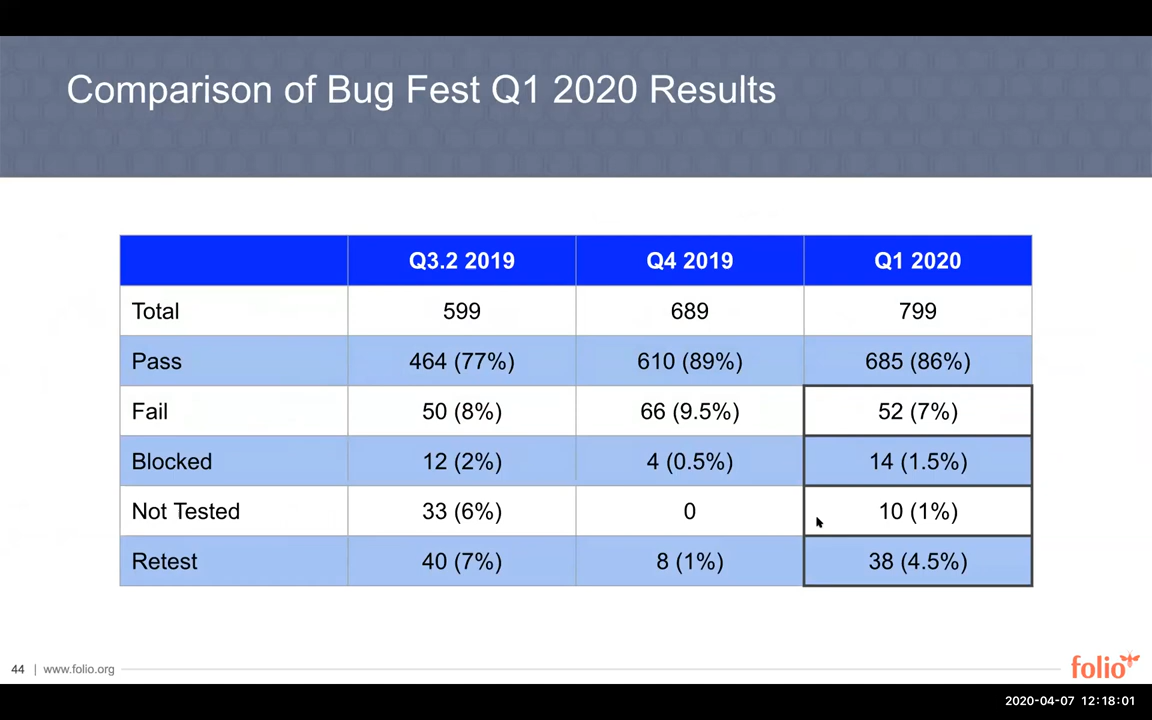 Comparison of Bug Fest Q1 2020 Results
Q3.2 2019 Q4 2019 Q1 2020
Total 599 689 799
Pass 464 (77%) 610 (89%) 685 (86%)
Fail 50 (8%) 66 (9.5%) 52 (7%)
Blocked 12 (2%) 4 (0.5%) 14 (1.5%)
Not Tested 33 (6%) 0 10 (1%)
Retest 40 (7%) 8 (1%) 38 (4.5%)
44 | www.folio.org
folio
2020-04-07 12:18:01